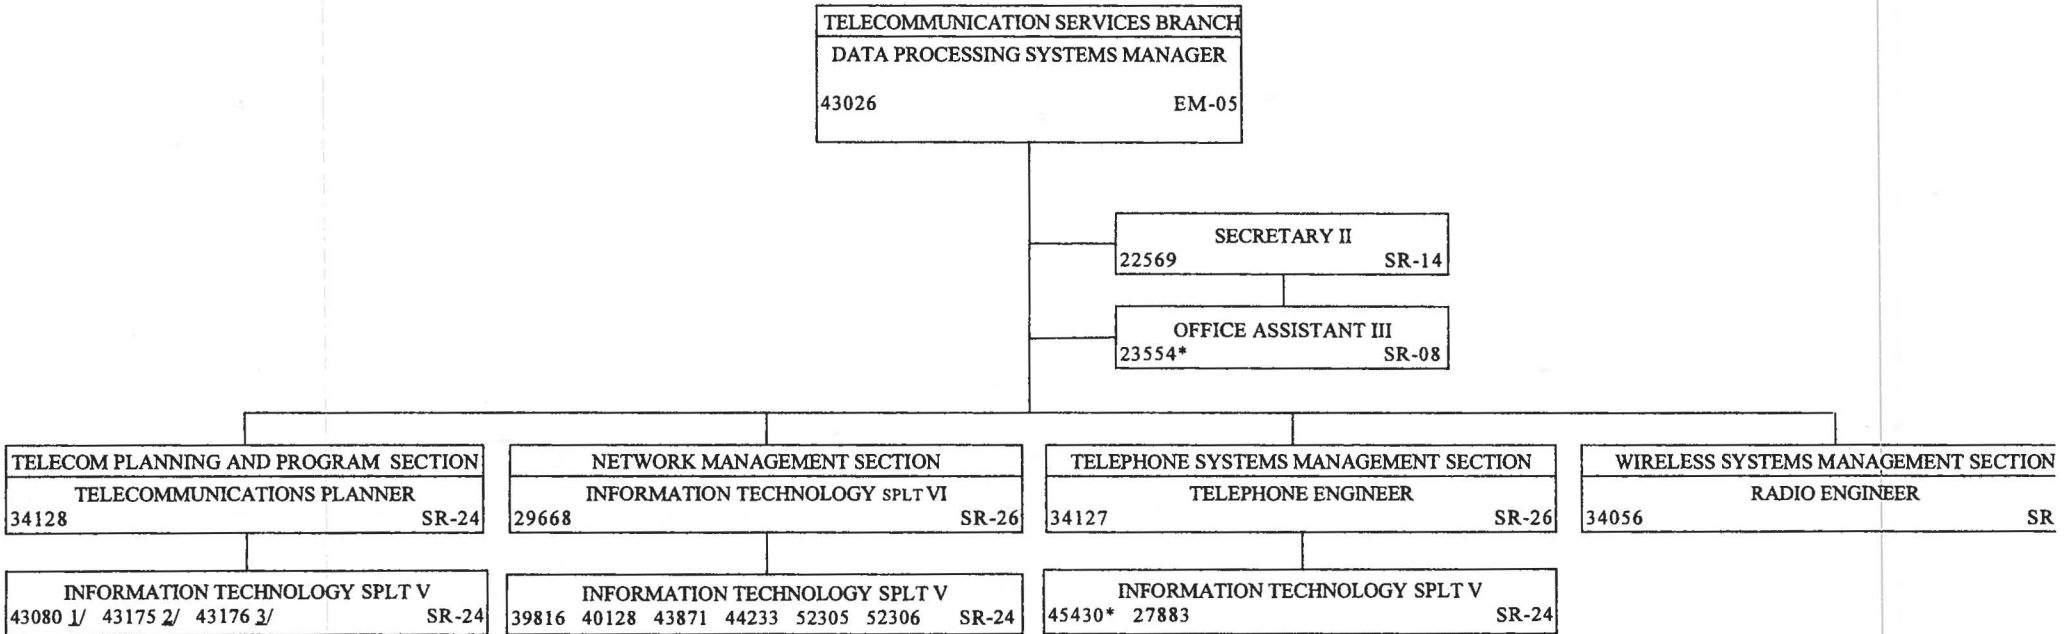 TELECOMMUNICATION SERVICES BRANCH
DATA PROCESSING SYSTEMS MANAGER
43026 EM-05
SECRETARY II
22569 SR-14
OFFICE ASSISTANT III
23554* SR-08
TELECOM PLANNING AND PROGRAM SECTION
TELECOMMUNICATIONS PLANNER
34128 SR-24
INFORMATION TECHNOLOGY SPLT V
43080 1/ 43175 2/ 43176 3/ SR-24
NETWORK MANAGEMENT SECTION
INFORMATION TECHNOLOGY SPLT VI
29668 SR-26
INFORMATION TECHNOLOGY SPLT V
39816 40128 43871 44233 52305 52306 SR-24
TELEPHONE SYSTEMS MANAGEMENT SECTION
TELEPHONE ENGINEER
34127 SR-26
INFORMATION TECHNOLOGY SPLT V
45430* 27883 SR-24
WIRELESS SYSTEMS MANAGEMENT SECTION
RADIO ENGINEER
34056 SR